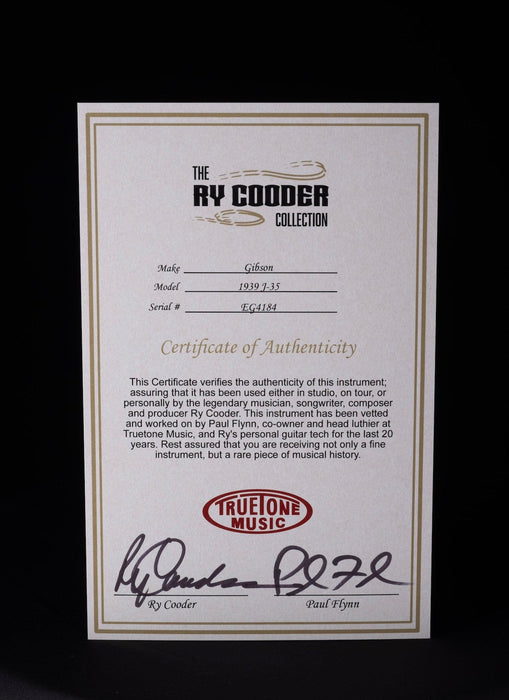 THE
RY COODER
COLLECTION
Make Gibson
Model 1939 J-35
Serial # EG4184
Certificate of Authenticity
This Certificate verifies the authenticity of this instrument;
assuring that it has been used either in studio, on tour, or
personally by the legendary musician, songwriter, composer
and producer Ry Cooder. This instrument has been vetted
and worked on by Paul Flynn, co-owner and head luthier at
Truetone Music, and Ry's personal guitar tech for the last 20
years. Rest assured that you are receiving not only a fine
instrument, but a rare piece of musical history.
TRUETONE
MUSIC
Ry Cooder Paul Flynn